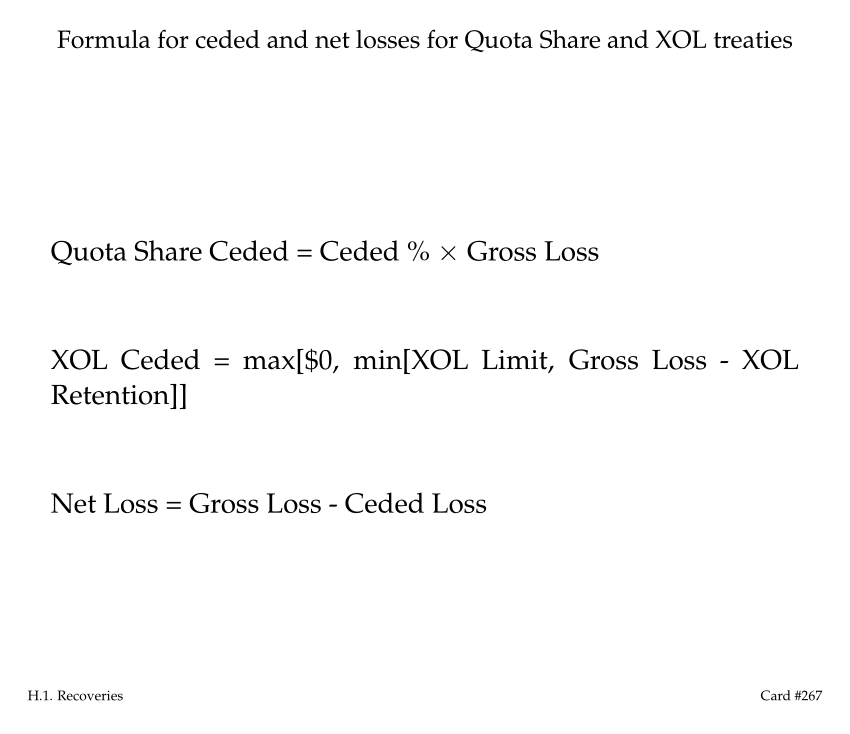 Formula for ceded and net losses for Quota Share and XOL treaties
Quota Share Ceded = Ceded % × Gross Loss
XOL Ceded = max[$0, min[XOL Limit, Gross Loss - XOL
Retention]]
Net Loss = Gross Loss - Ceded Loss
H.1. Recoveries
Card #267